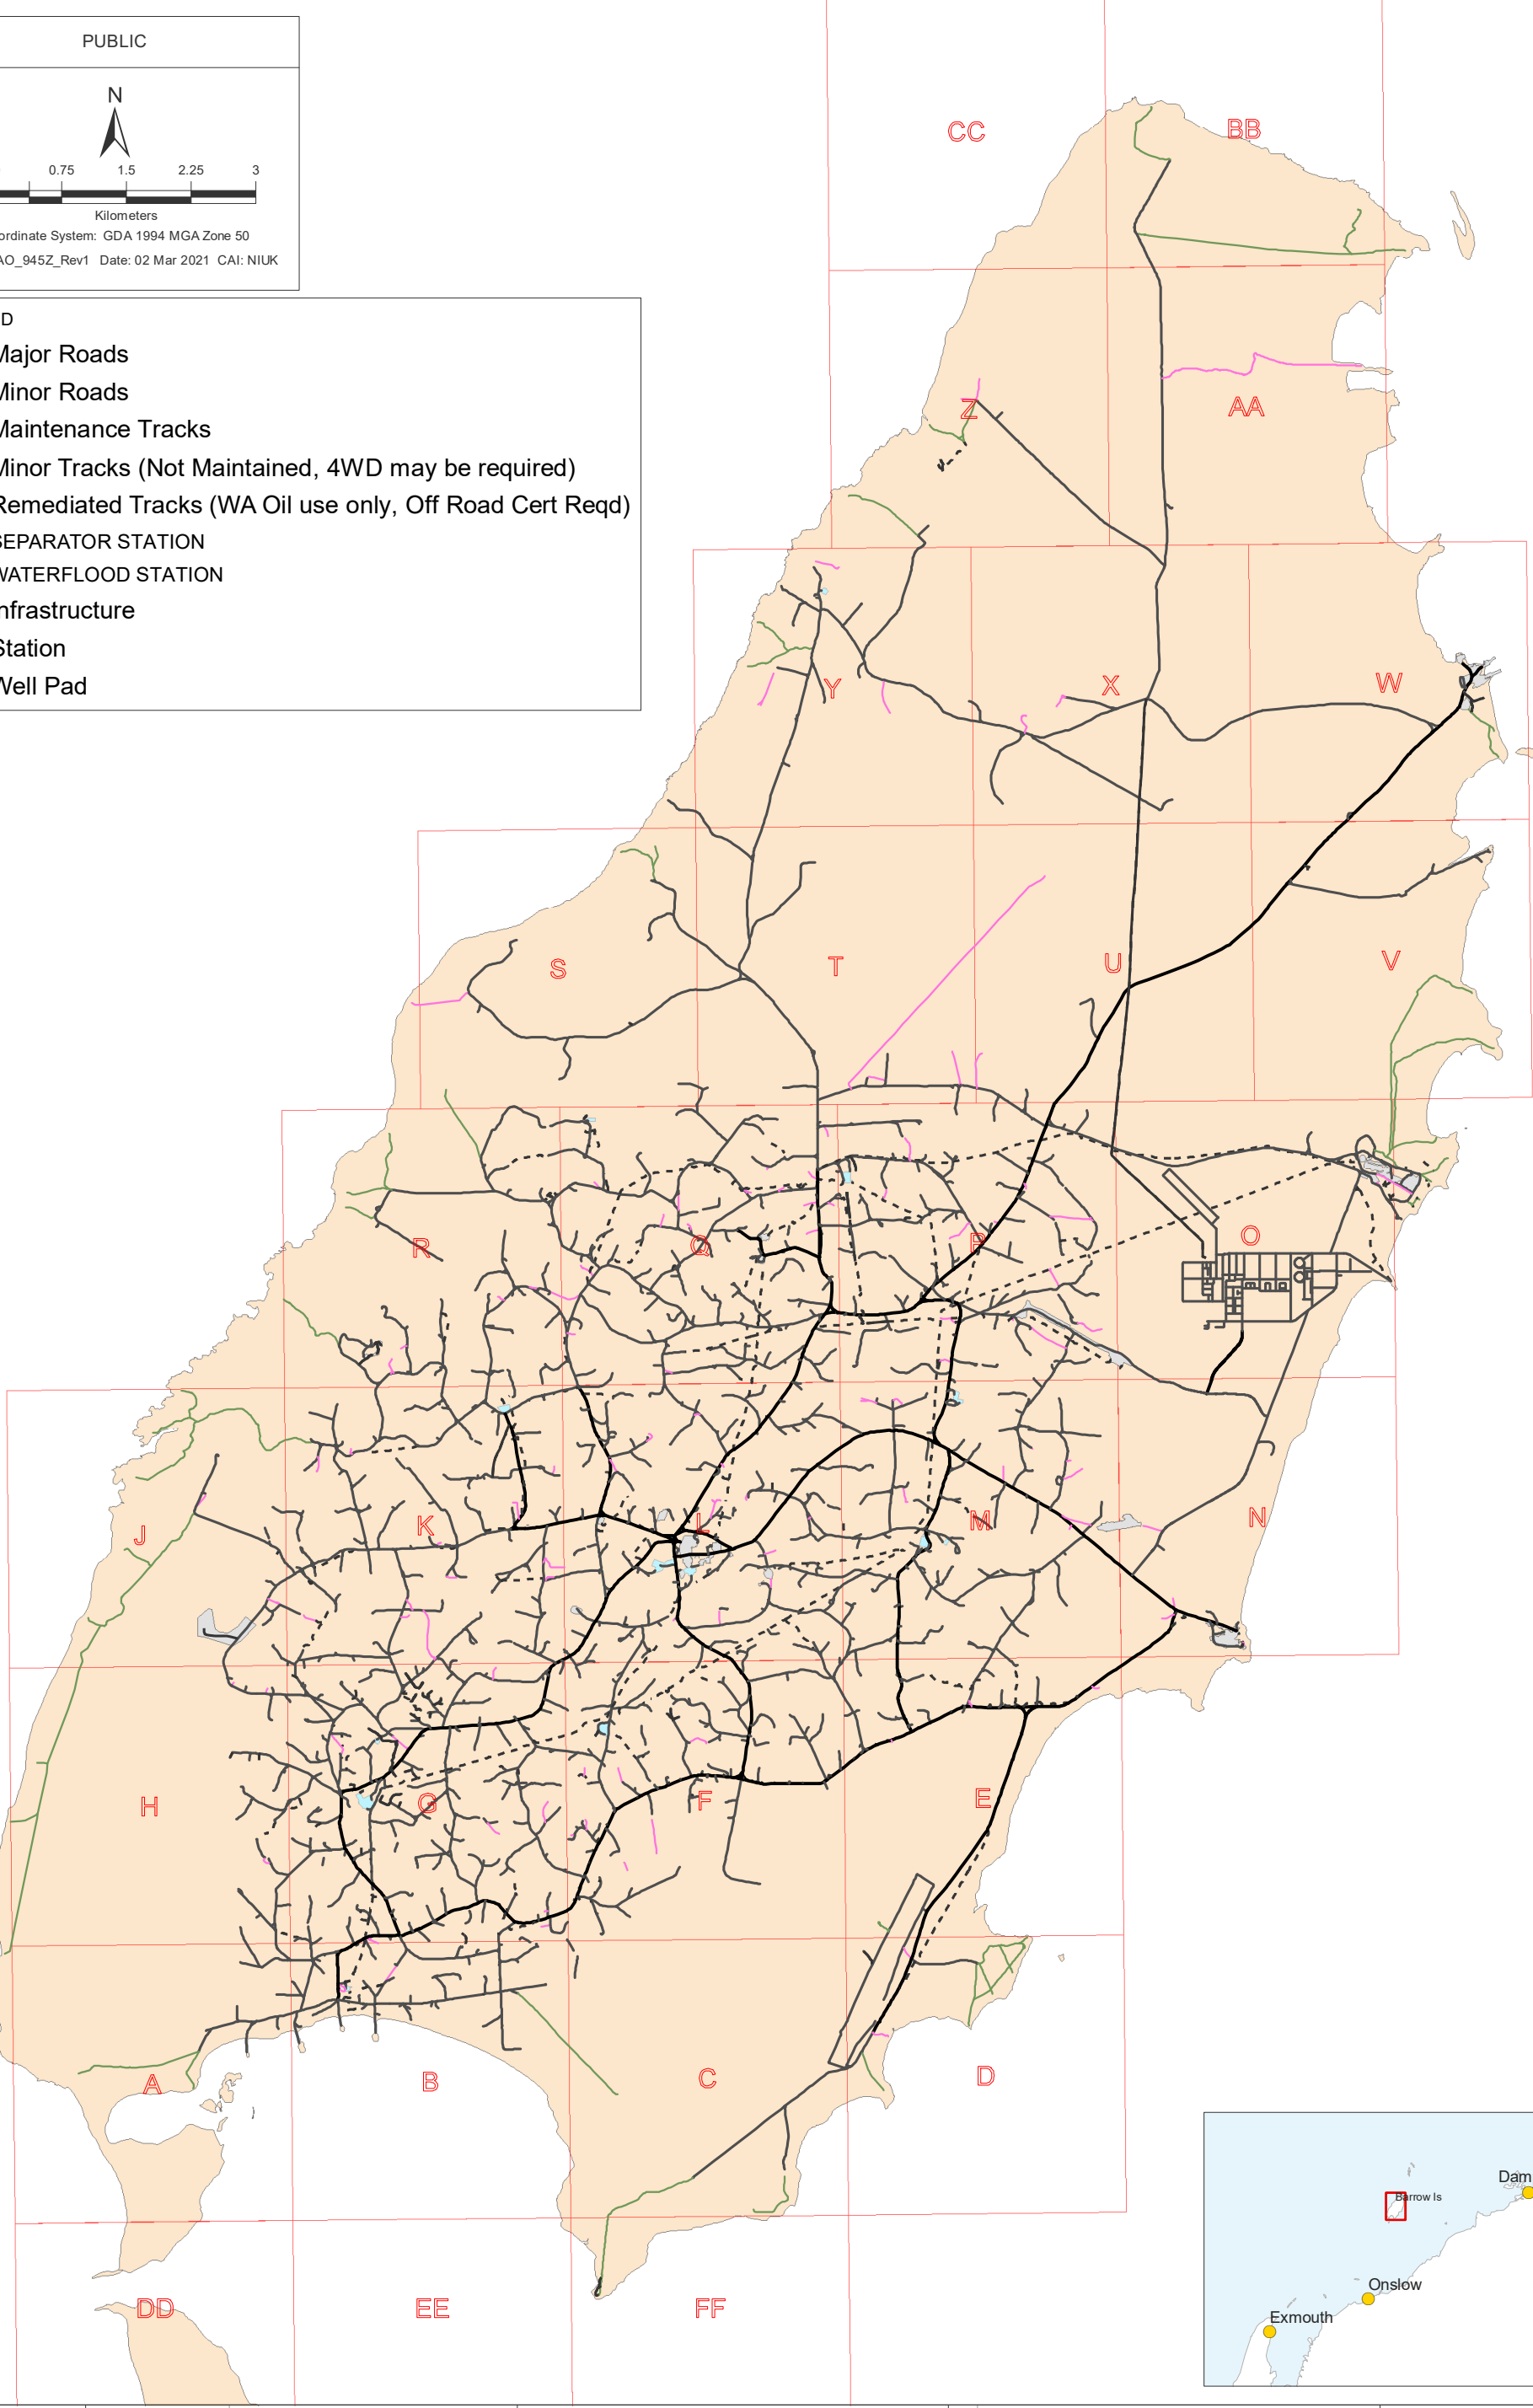 PUBLIC
N
0.75 1.5 2.25 3
Kilometers
ordinate System: GDA 1994 MGA Zone 50
AO_945Z_Rev1 Date: 02 Mar 2021 CAI: NIUK
D
Major Roads
Minor Roads
Maintenance Tracks
Minor Tracks (Not Maintained, 4WD may be required)
Remediated Tracks (WA Oil use only, Off Road Cert Reqd)
SEPARATOR STATION
WATERFLOOD STATION
nfrastructure
Station
Well Pad
CC BB
Z AA
Y X W
S T U V
R Q P O
J K L M N
H G F E
A B C D
DD EE FF
Barrow Is
Dam
Onslow
Exmouth